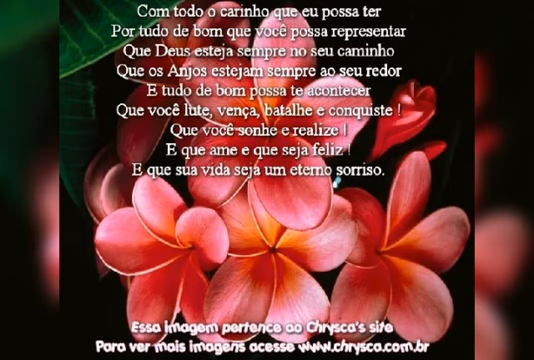 Com todo o carinho que eu possa ter
Por tudo de bom que você possa representar
Que Deus esteja sempre no seu caminho
Que os Anjos estejam sempre ao seu redor
E tudo de bom possa te acontecer
Que você lute, vença, batalhe e conquiste !
Que você sonhe e realize !
E que ame e que seja feliz !
E que sua vida seja um eterno sorriso.
Essa imagem pertence ao Chrysca's site
Para ver mais imagens acesse www.chrysca.com.br